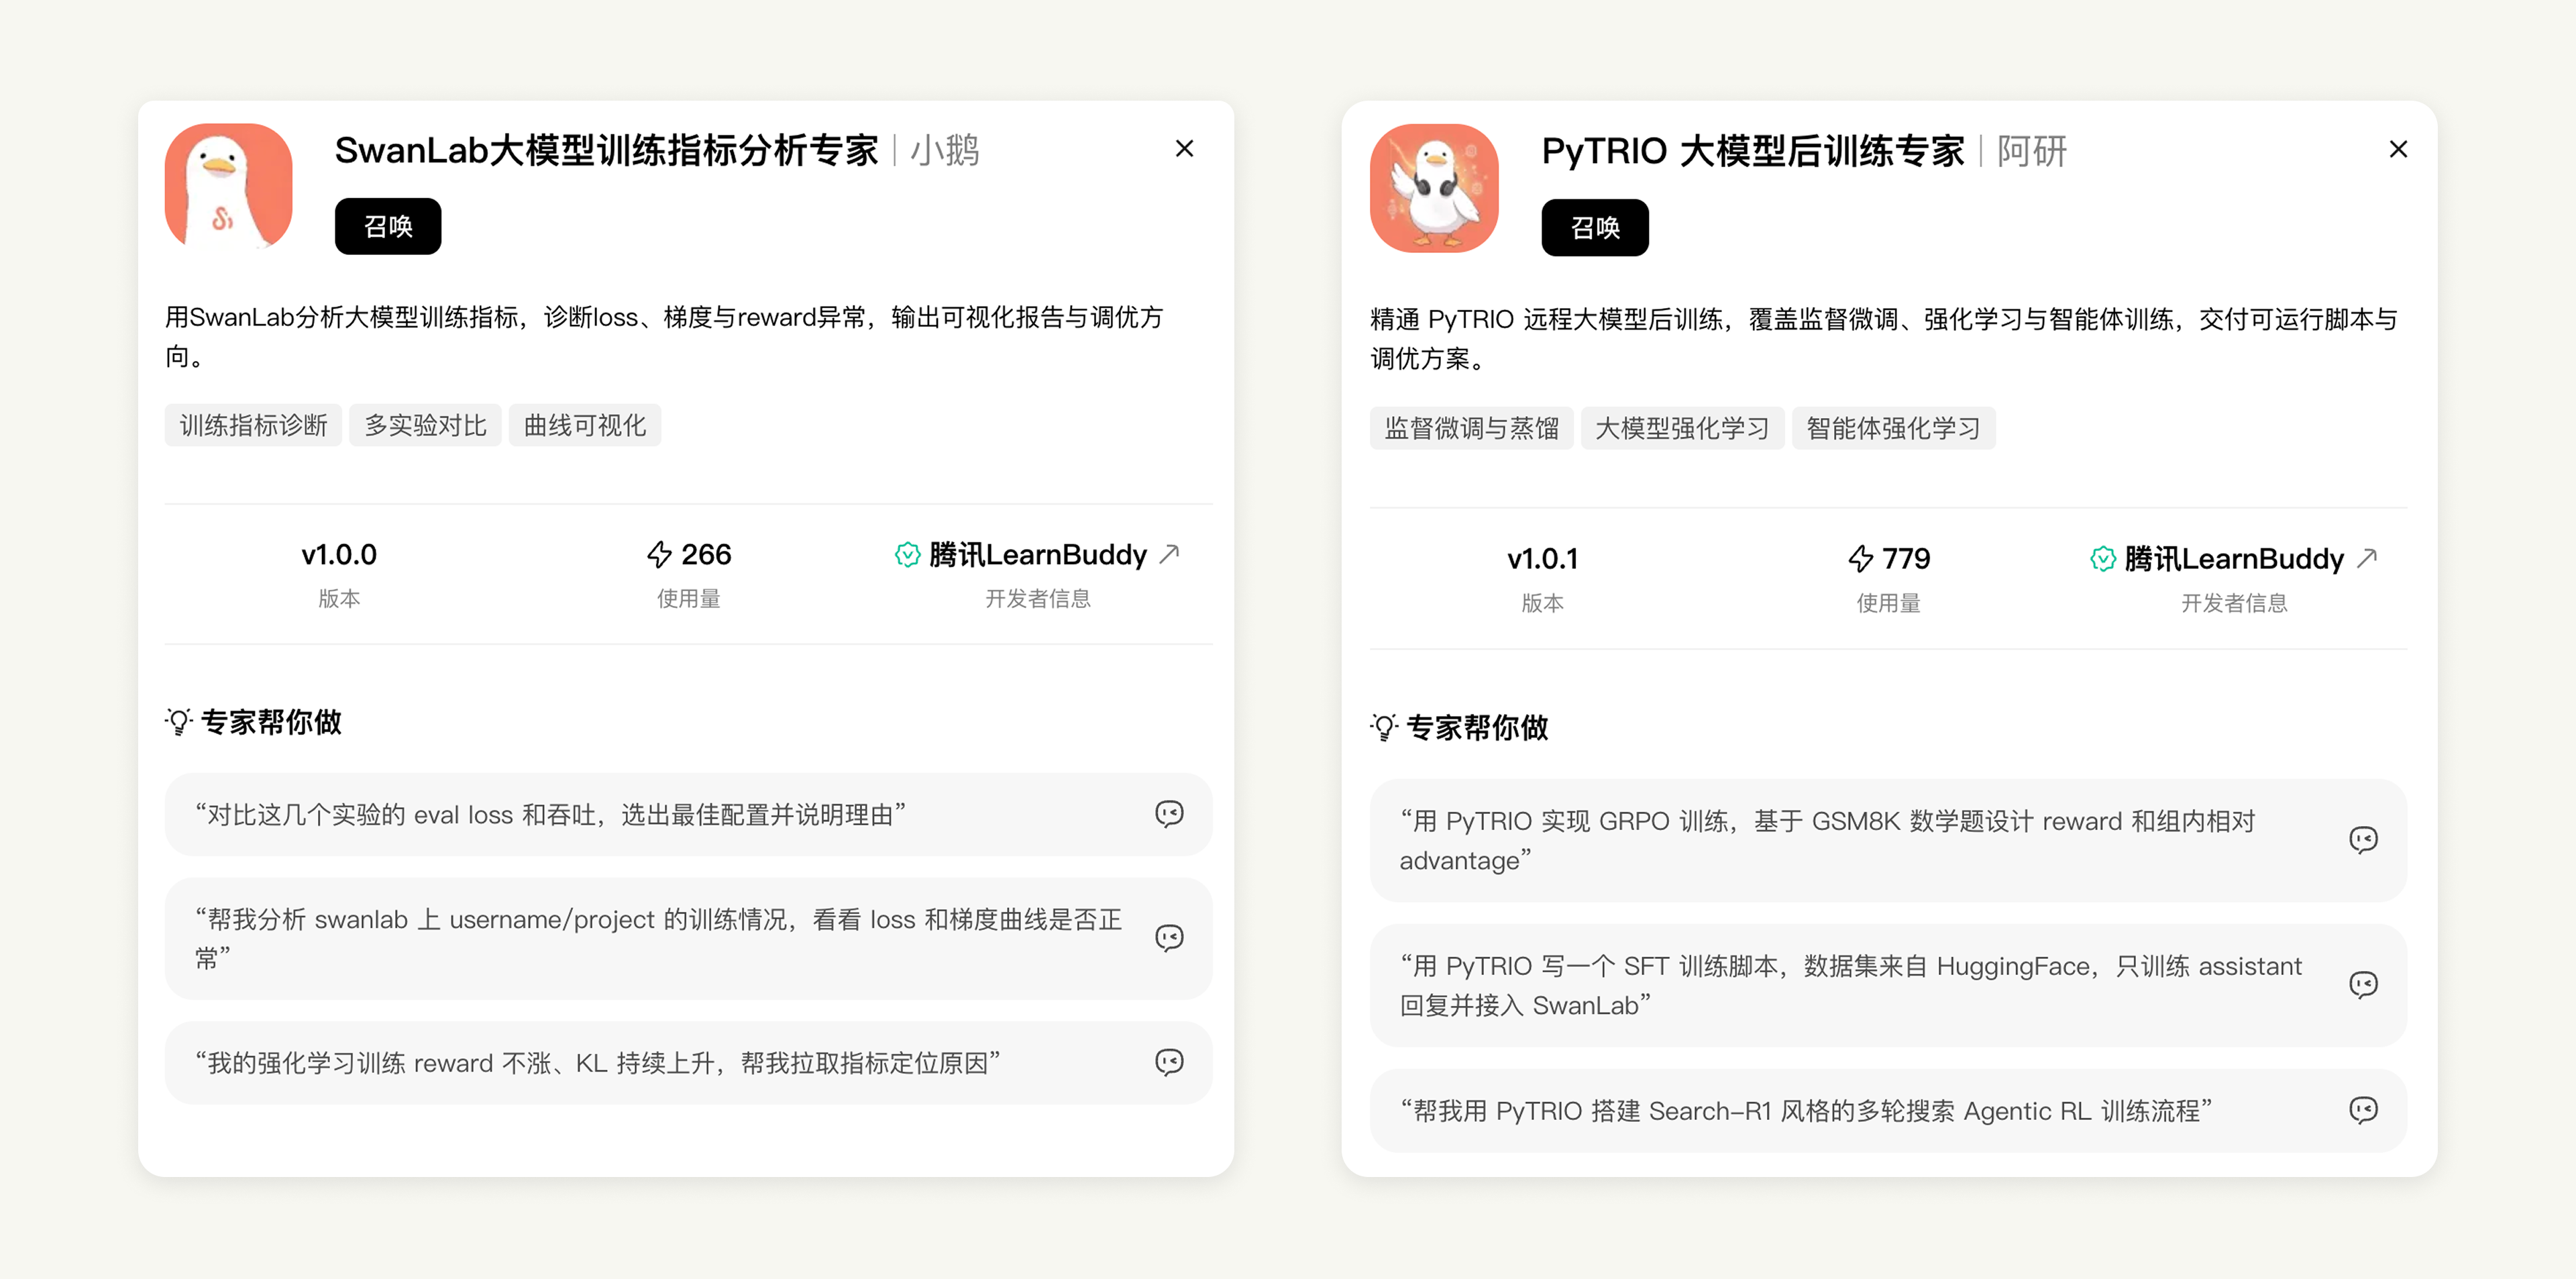 SwanLab大模型训练指标分析专家 | 小鹅
召唤
用SwanLab分析大模型训练指标，诊断loss、梯度与reward异常，输出可视化报告与调优方
向。
训练指标诊断 多实验对比 曲线可视化
v1.0.0 266 腾讯LearnBuddy
版本 使用量 开发者信息
专家帮你做
“对比这几个实验的 eval loss 和吞吐，选出最佳配置并说明理由”
“帮我分析 swanlab 上 username/project 的训练情况，看看 loss 和梯度曲线是否正
常”
“我的强化学习训练 reward 不涨、KL 持续上升，帮我拉取指标定位原因”
PyTRIO 大模型后训练专家 | 阿研
召唤
精通 PyTRIO 远程大模型后训练，覆盖监督微调、强化学习与智能体训练，交付可运行脚本与
调优方案。
监督微调与蒸馏 大模型强化学习 智能体强化学习
v1.0.1 779 腾讯LearnBuddy
版本 使用量 开发者信息
专家帮你做
“用 PyTRIO 实现 GRPO 训练，基于 GSM8K 数学题设计 reward 和组内相对
advantage”
“用 PyTRIO 写一个 SFT 训练脚本，数据集来自 HuggingFace，只训练 assistant
回复并接入 SwanLab”
“帮我用 PyTRIO 搭建 Search-R1 风格的多轮搜索 Agentic RL 训练流程”